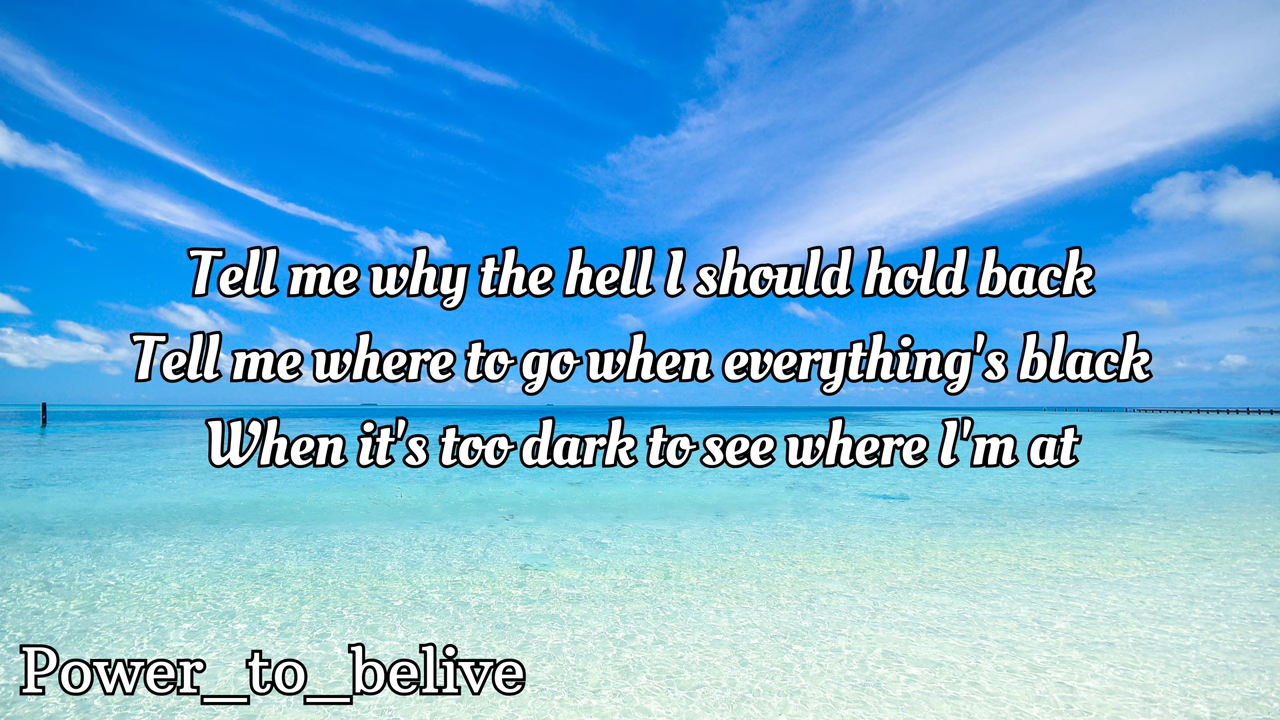 Tell me why the hell I should hold back
Tell me where to go when everything's black
When it's too dark to see where I'm at
Power_to_belive